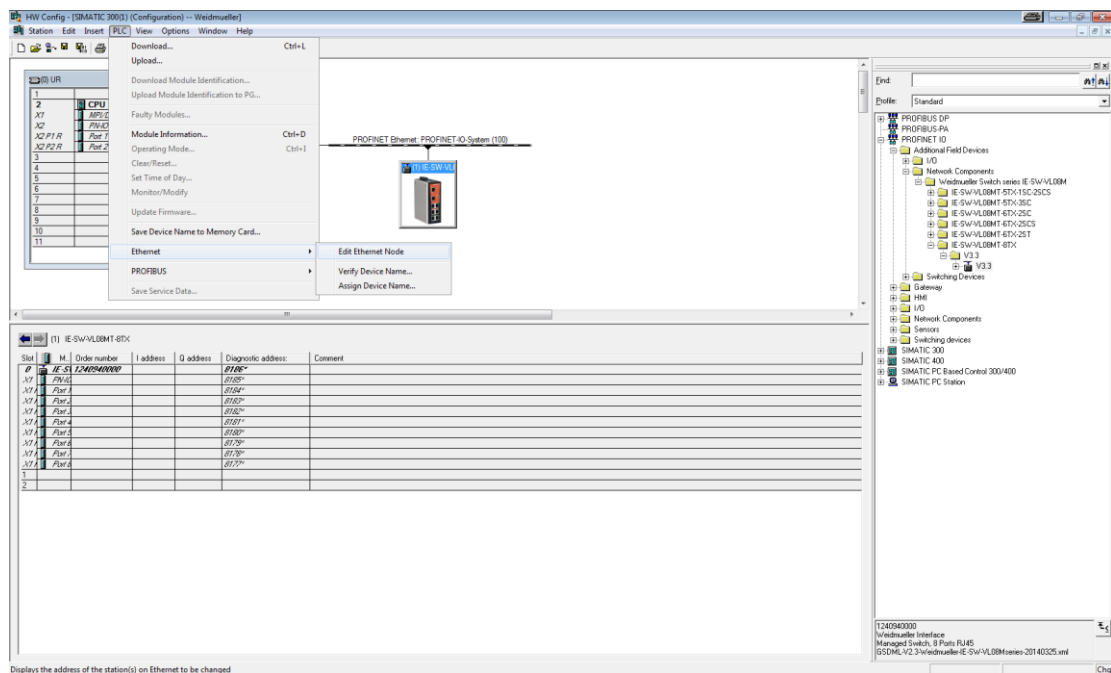 HW Config - [SIMATIC 300(1) (Configuration) -- Weidmueller]
Station Edit Insert PLC View Options Window Help
Download... Ctrl+L
Upload...
Download Module Identification...
Upload Module Identification to PG...
Faulty Modules...
Module Information... Ctrl+D
Operating Mode... Ctrl+I
Clear/Reset...
Set Time of Day...
Monitor/Modify
Update Firmware...
Save Device Name to Memory Card...
Ethernet
PROFIBUS
Save Service Data...
Edit Ethernet Node
Verify Device Name...
Assign Device Name...
(0) UR
1
2 CPU
X1
X2 PN-IO
X2 P1 R Port 1
X2 P2 R Port 2
3
4
5
6
7
8
9
10
11
PROFINET Ethernet: PROFINET-IO-System (100)
(1) IE-SW-VL
(1) IE-SW-VL08MT-8TX
Slot M... Order number I address Q address Diagnostic address: Comment
0 1240940000 8186*
X1 8185*
X1 Port 1 8184*
X1 Port 2 8183*
X1 Port 3 8182*
X1 Port 4 8181*
X1 Port 5 8180*
X1 Port 6 8179*
X1 Port 7 8178*
X1 Port 8 8177*
1
2
Find:
Profile: Standard
PROFIBUS DP
PROFIBUS-PA
PROFINET IO
Additional Field Devices
I/O
Network Components
Weidmueller Switch series IE-SW-VL08M
IE-SW-VL08MT-5TX-1SC-2SCS
IE-SW-VL08MT-5TX-3SC
IE-SW-VL08MT-6TX-2SC
IE-SW-VL08MT-6TX-2SCS
IE-SW-VL08MT-6TX-2ST
IE-SW-VL08MT-8TX
V3.3
V3.3
Switching Devices
Gateway
HMI
I/O
Network Components
Sensors
Switching devices
SIMATIC 300
SIMATIC 400
SIMATIC PC Based Control 300/400
SIMATIC PC Station
1240940000
Weidmueller Interface
Managed Switch, 8 Ports RJ45
GSDML-V2.3-Weidmueller-IE-SW-VL08Mseries-20140325.xml
Displays the address of the station(s) on Ethernet to be changed
Chg